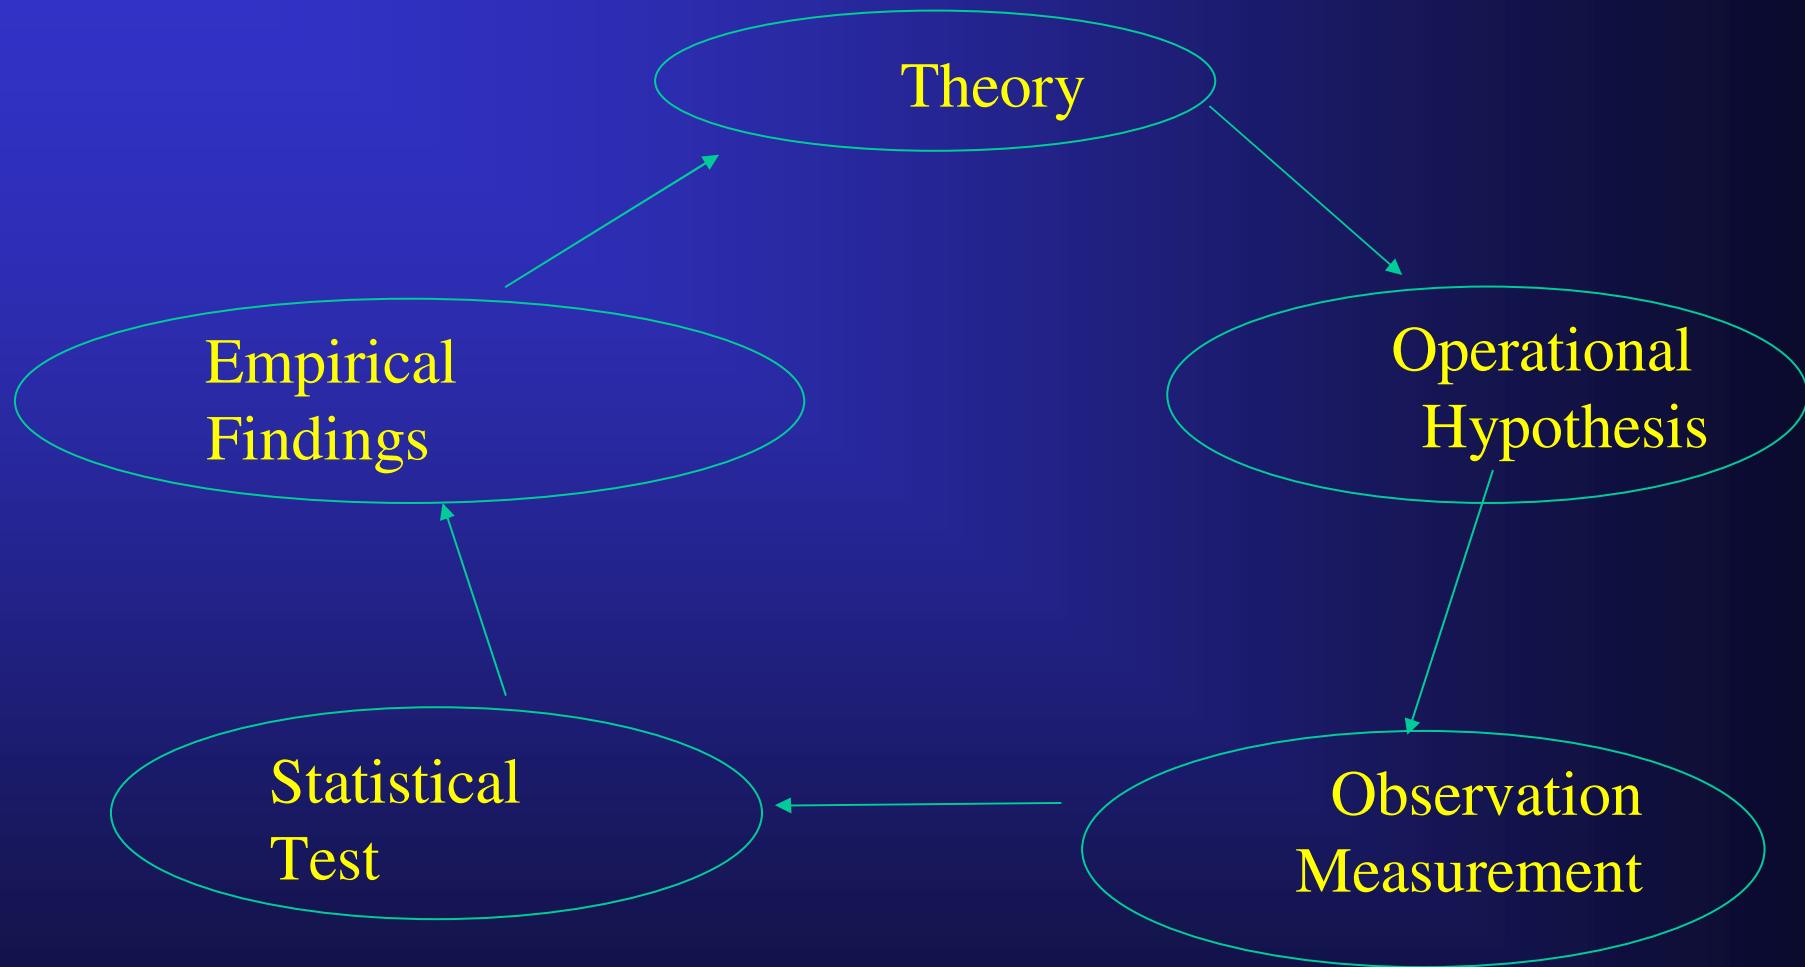 Theory
Operational
Hypothesis
Observation
Measurement
Statistical
Test
Empirical
Findings